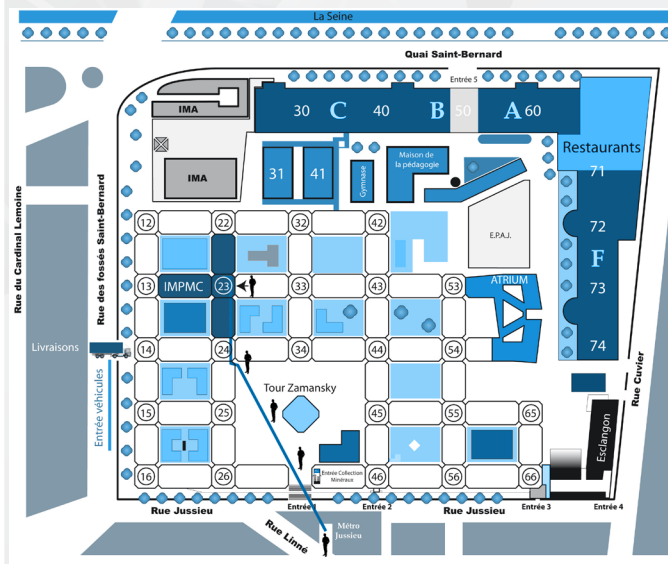 La Seine
Quai Saint-Bernard
Entrée 5
IMA
30
C
40
B
50
A
60
Restaurants
71
IMA
31
41
Gymnase
Maison de
la pédagogie
E.P.A.J.
72
F
73
74
12
22
32
42
13
IMPMC
23
33
43
53
ATRIUM
14
24
34
44
54
Livraisons
Rue du Cardinal Lemoine
Rue des fossés Saint-Bernard
Entrée véhicules
Tour Zamansky
15
25
45
55
65
Rue Cuvier
Esclangon
16
26
Entrée Collection
Minéraux
46
56
66
Rue Jussieu
Entrée 2
Rue Jussieu
Entrée 3
Entrée 4
Rue Linné
Métro
Jussieu